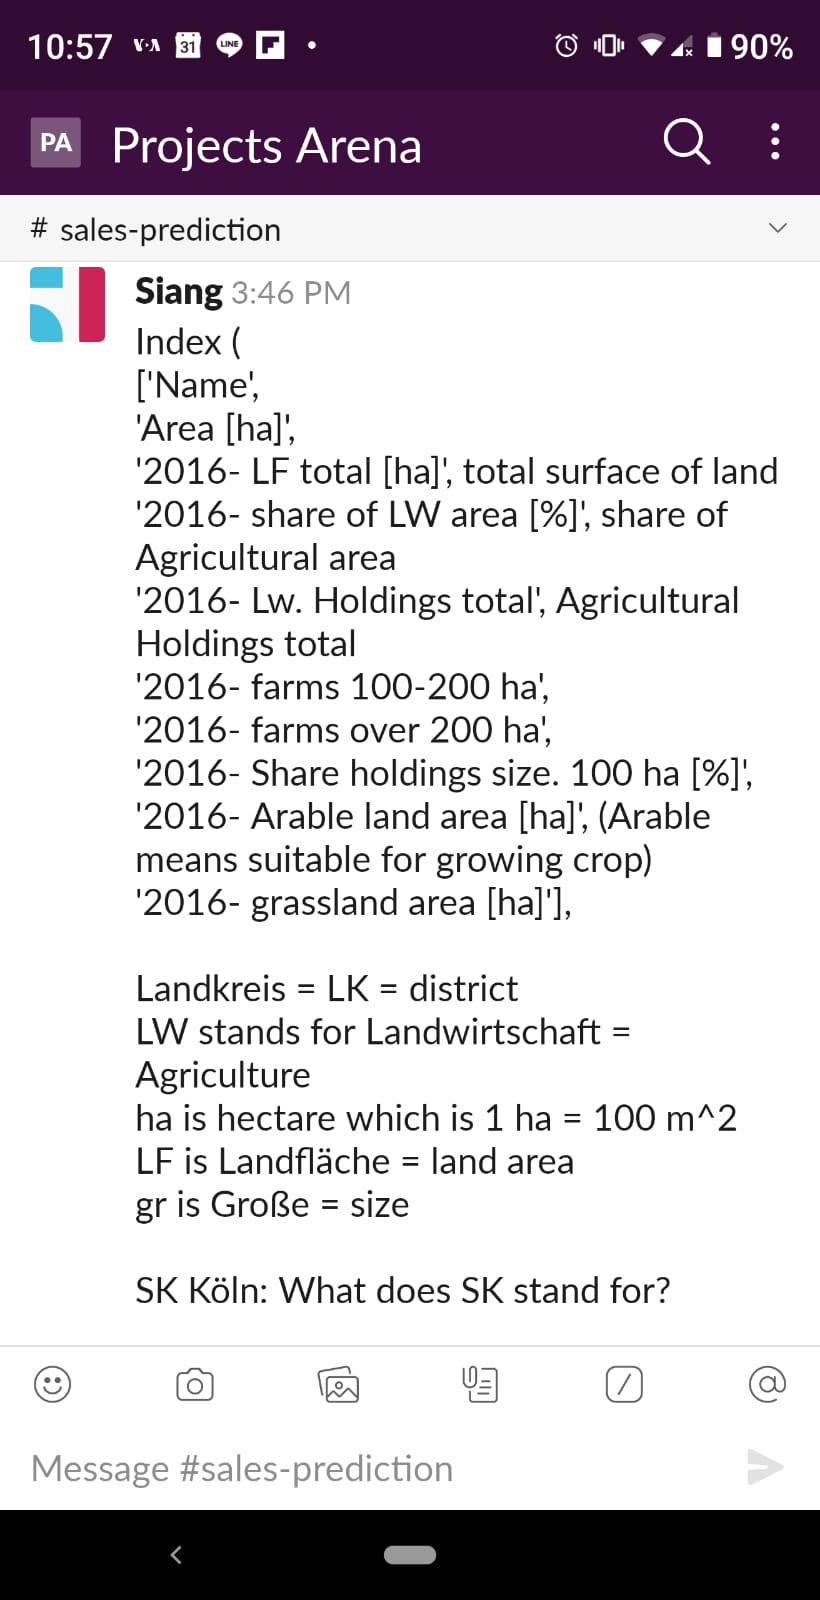 10:57 V·A 31 LINE 90%
PA Projects Arena
# sales-prediction
Siang 3:46 PM
Index (
['Name',
'Area [ha]',
'2016- LF total [ha]', total surface of land
'2016- share of LW area [%]', share of
Agricultural area
'2016- Lw. Holdings total', Agricultural
Holdings total
'2016- farms 100-200 ha',
'2016- farms over 200 ha',
'2016- Share holdings size. 100 ha [%]',
'2016- Arable land area [ha]', (Arable
means suitable for growing crop)
'2016- grassland area [ha]'],
Landkreis = LK = district
LW stands for Landwirtschaft =
Agriculture
ha is hectare which is 1 ha = 100 m^2
LF is Landfläche = land area
gr is Große = size
SK Köln: What does SK stand for?
Message #sales-prediction